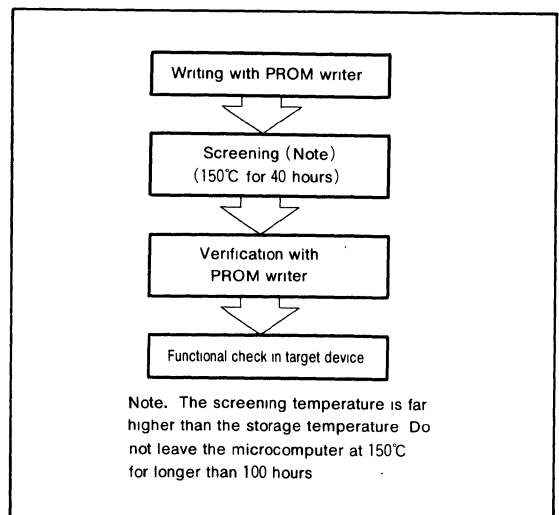 Writing with PROM writer
Screening (Note)
(150℃ for 40 hours)
Verification with
PROM writer
Functional check in target device
Note. The screening temperature is far
higher than the storage temperature Do
not leave the microcomputer at 150℃
for longer than 100 hours